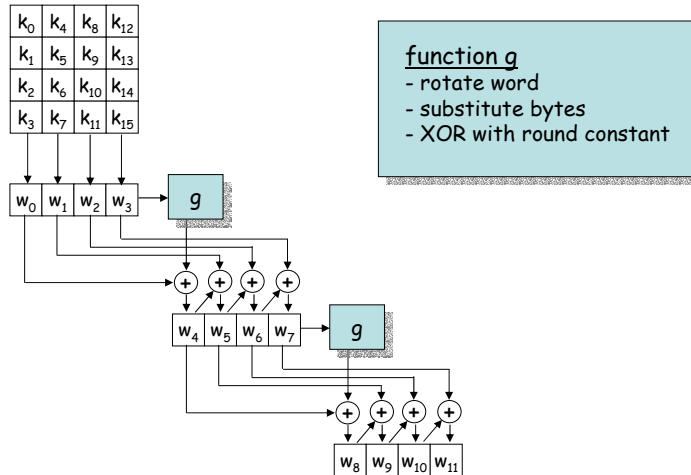 k₀ k₄ k₈ k₁₂
k₁ k₅ k₉ k₁₃
k₂ k₆ k₁₀ k₁₄
k₃ k₇ k₁₁ k₁₅
function g
- rotate word
- substitute bytes
- XOR with round constant
w₀ w₁ w₂ w₃ g
+ + + +
w₄ w₅ w₆ w₇ g
+ + + +
w₈ w₉ w₁₀ w₁₁